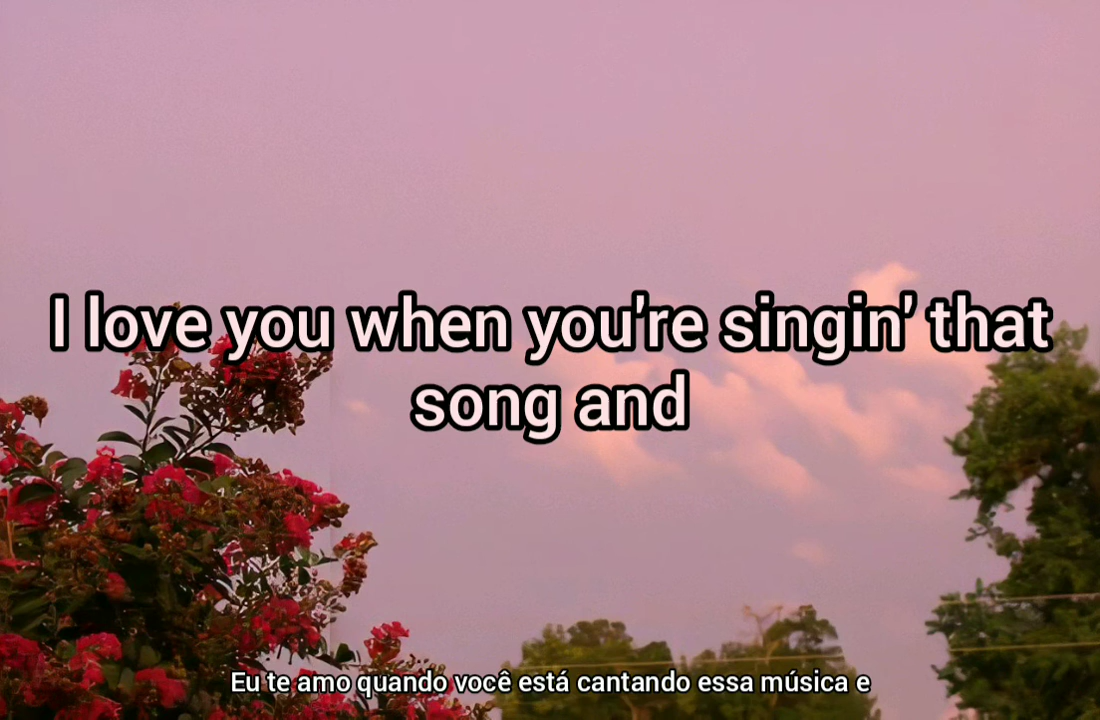 I love you when you're singin' that
song and
Eu te amo quando você está cantando essa música e